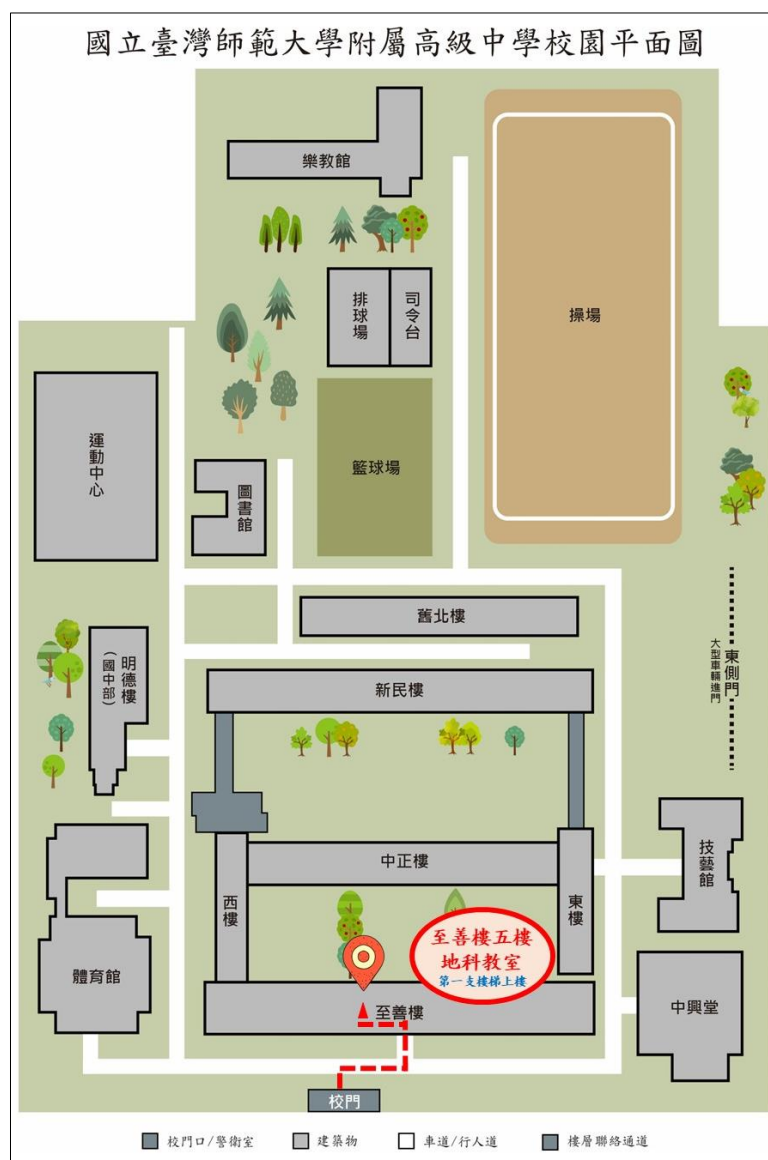 國立臺灣師範大學附屬高級中學校園平面圖
樂教館
排球場
司令台
操場
運動中心
籃球場
圖書館
舊北樓
明德樓
(國中部)
新民樓
東側門
大型車輛進門
中正樓
西樓
東樓
技藝館
至善樓五樓
地科教室
第一支樓梯上樓
體育館
至善樓
中興堂
校門
校門口/警衛室
建築物
車道/行人道
樓層聯絡通道